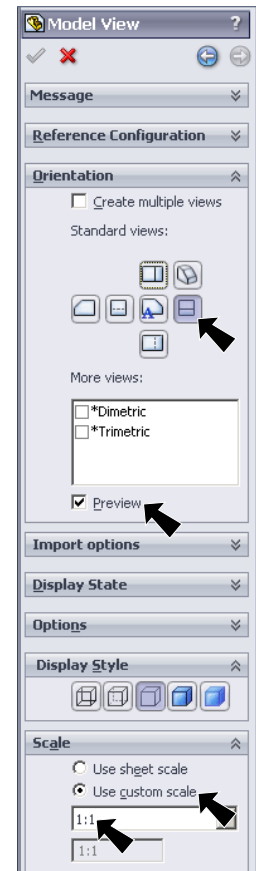 Model View ?
Message
Reference Configuration
Orientation
Create multiple views
Standard views:
A
More views:
*Dimetric
*Trimetric
Preview
Import options
Display State
Options
Display Style
Scale
Use sheet scale
Use custom scale
1:1
1:1